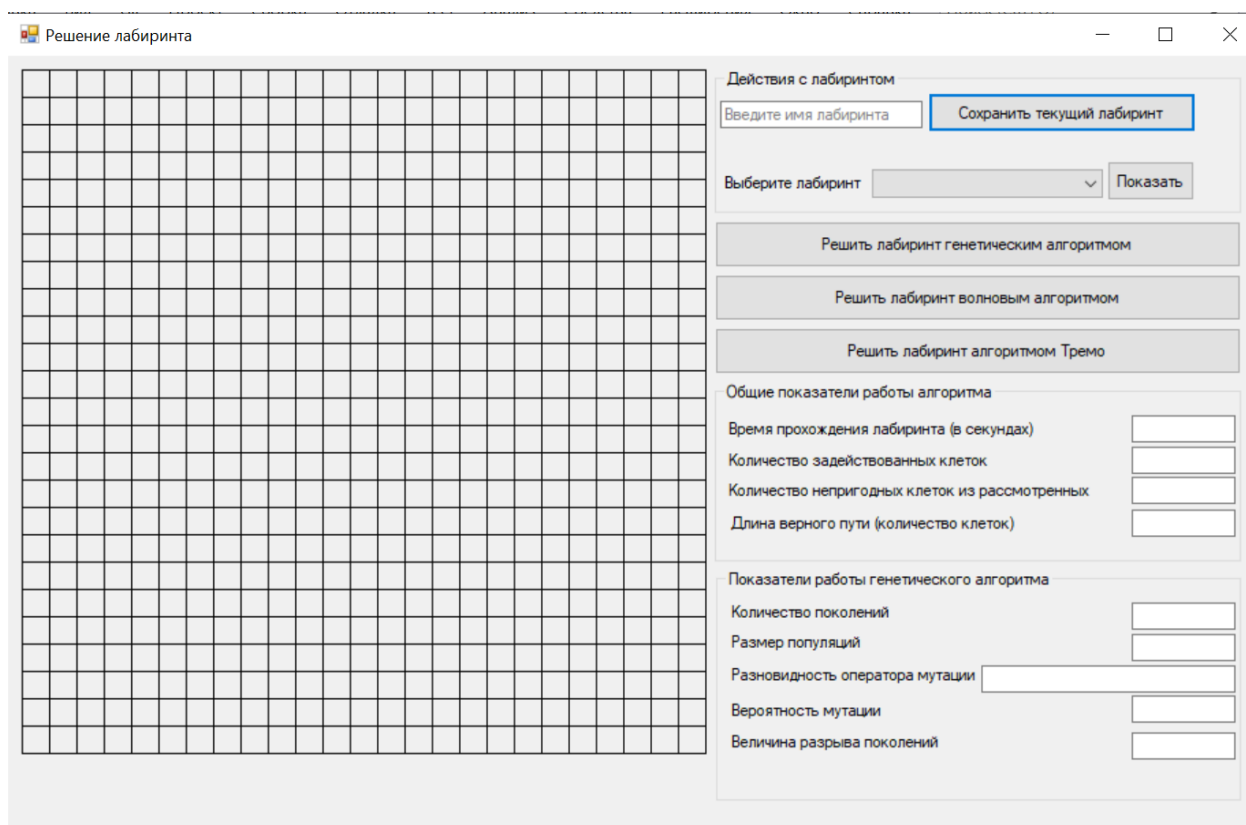 Решение лабиринта
Действия с лабиринтом
Введите имя лабиринта
Сохранить текущий лабиринт
Выберите лабиринт
Показать
Решить лабиринт генетическим алгоритмом
Решить лабиринт волновым алгоритмом
Решить лабиринт алгоритмом Тремо
Общие показатели работы алгоритма
Время прохождения лабиринта (в секундах)
Количество задействованных клеток
Количество непригодных клеток из рассмотренных
Длина верного пути (количество клеток)
Показатели работы генетического алгоритма
Количество поколений
Размер популяций
Разновидность оператора мутации
Вероятность мутации
Величина разрыва поколений